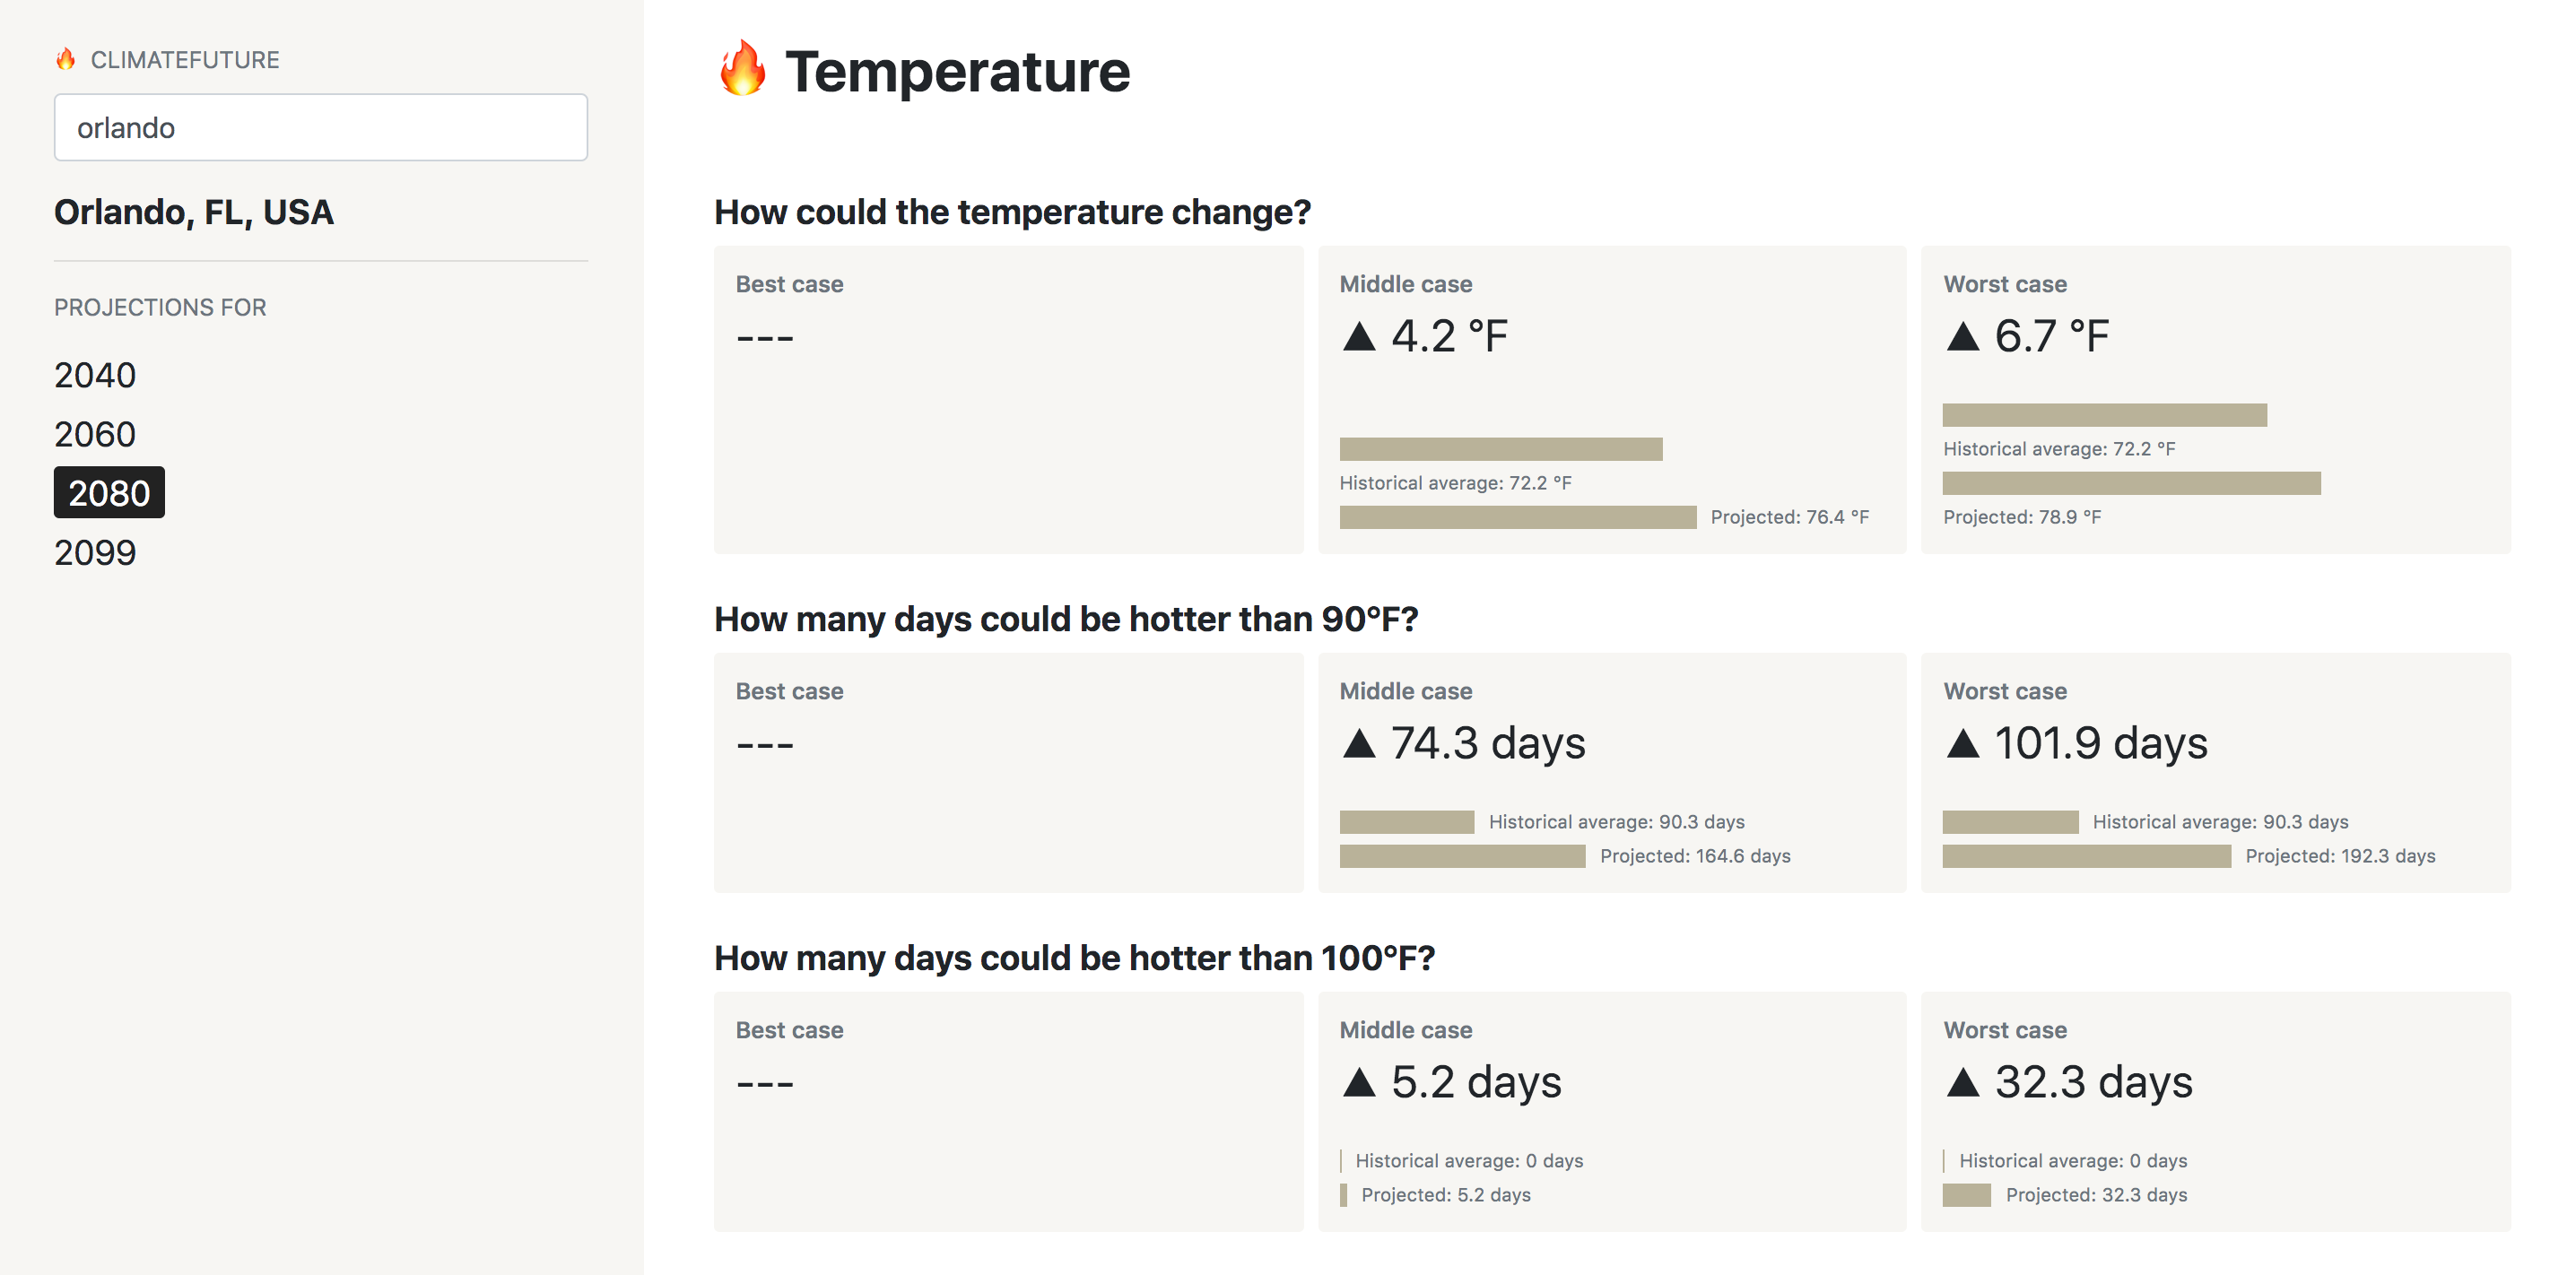 🔥 CLIMATEFUTURE
orlando
Orlando, FL, USA
PROJECTIONS FOR
2040
2060
2080
2099
🔥 Temperature
How could the temperature change?
Best case
---
Middle case
▲ 4.2 °F
Historical average: 72.2 °F
Projected: 76.4 °F
Worst case
▲ 6.7 °F
Historical average: 72.2 °F
Projected: 78.9 °F
How many days could be hotter than 90°F?
Best case
---
Middle case
▲ 74.3 days
Historical average: 90.3 days
Projected: 164.6 days
Worst case
▲ 101.9 days
Historical average: 90.3 days
Projected: 192.3 days
How many days could be hotter than 100°F?
Best case
---
Middle case
▲ 5.2 days
Historical average: 0 days
Projected: 5.2 days
Worst case
▲ 32.3 days
Historical average: 0 days
Projected: 32.3 days